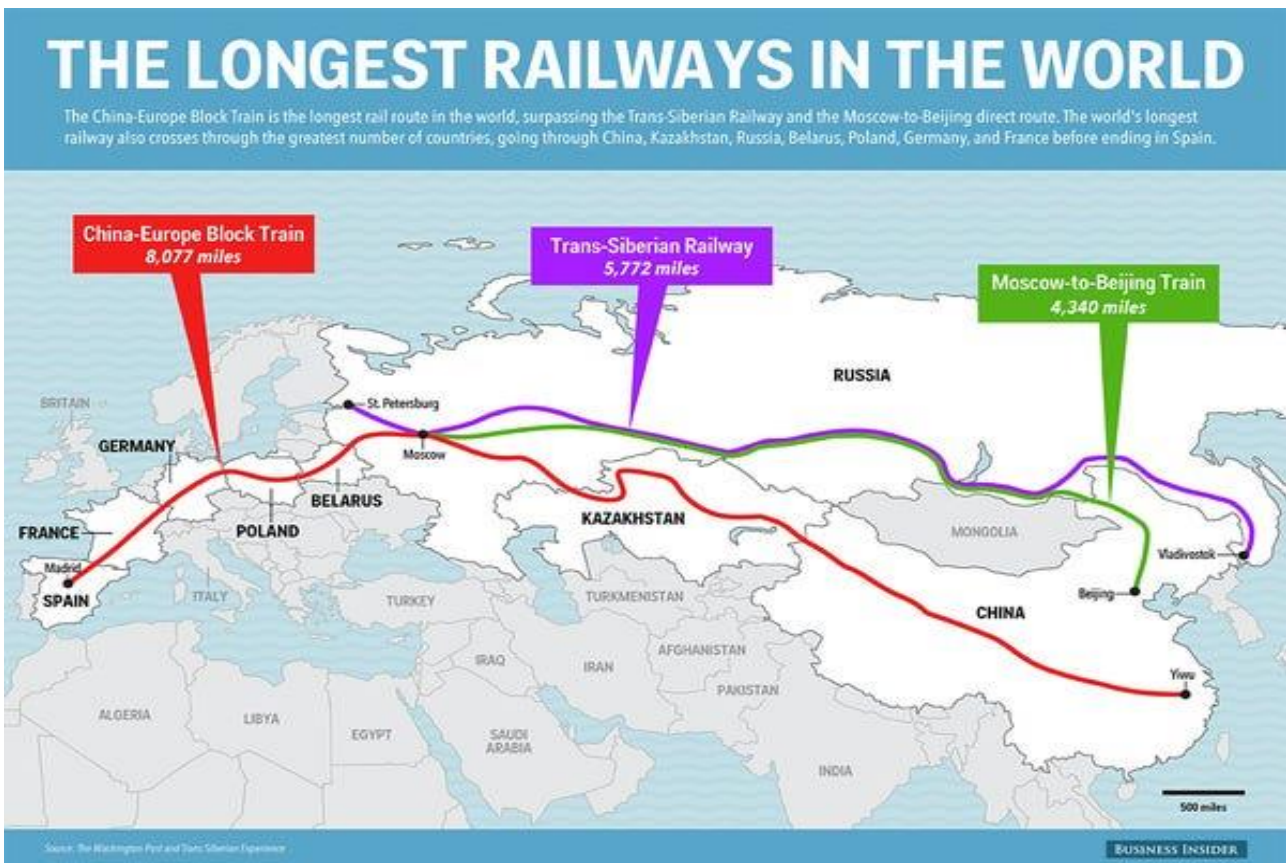 THE LONGEST RAILWAYS IN THE WORLD
The China-Europe Block Train is the longest rail route in the world, surpassing the Trans-Siberian Railway and the Moscow-to-Beijing direct route. The world's longest
railway also crosses through the greatest number of countries, going through China, Kazakhstan, Russia, Belarus, Poland, Germany, and France before ending in Spain.
China-Europe Block Train
8,077 miles
Trans-Siberian Railway
5,772 miles
Moscow-to-Beijing Train
4,340 miles
RUSSIA
BRITAIN
St. Petersburg
GERMANY
Moscow
BELARUS
KAZAKHSTAN
FRANCE
POLAND
MONGOLIA
Vladivostok
Madrid
SPAIN
ITALY
TURKEY
TURKMENISTAN
Beijing
CHINA
IRAQ
IRAN
AFGHANISTAN
PAKISTAN
Yiwu
ALGERIA
LIBYA
EGYPT
SAUDI
ARABIA
INDIA
500 miles
Source: The Washington Post and Trans Siberian Experience
BUSINESS INSIDER